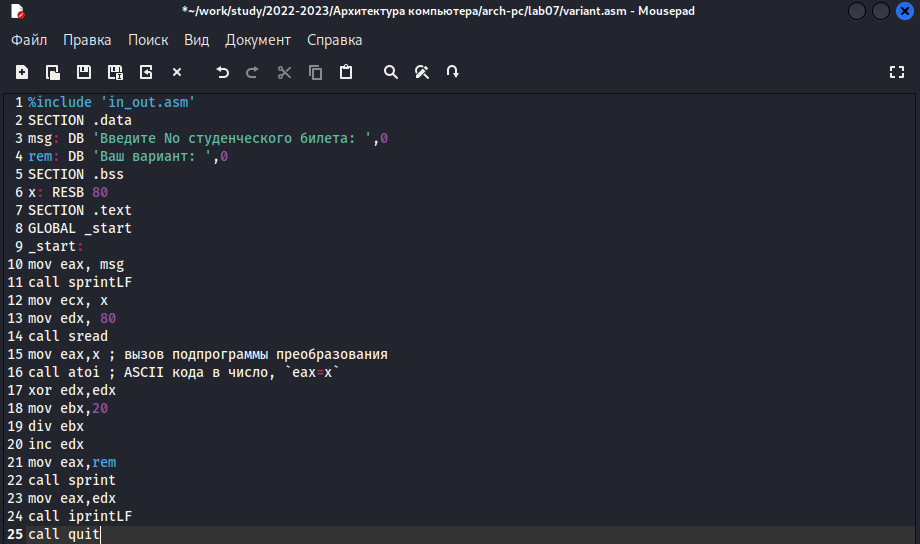 *~/work/study/2022-2023/Архитектура компьютера/arch-pc/lab07/variant.asm - Mousepad
Файл Правка Поиск Вид Документ Справка
1 %include 'in_out.asm'
2 SECTION .data
3 msg: DB 'Введите No студенческого билета: ',0
4 rem: DB 'Ваш вариант: ',0
5 SECTION .bss
6 x: RESB 80
7 SECTION .text
8 GLOBAL _start
9 _start:
10 mov eax, msg
11 call sprintLF
12 mov ecx, x
13 mov edx, 80
14 call sread
15 mov eax,x ; вызов подпрограммы преобразования
16 call atoi ; ASCII кода в число, `eax=x`
17 xor edx,edx
18 mov ebx,20
19 div ebx
20 inc edx
21 mov eax,rem
22 call sprint
23 mov eax,edx
24 call iprintLF
25 call quit